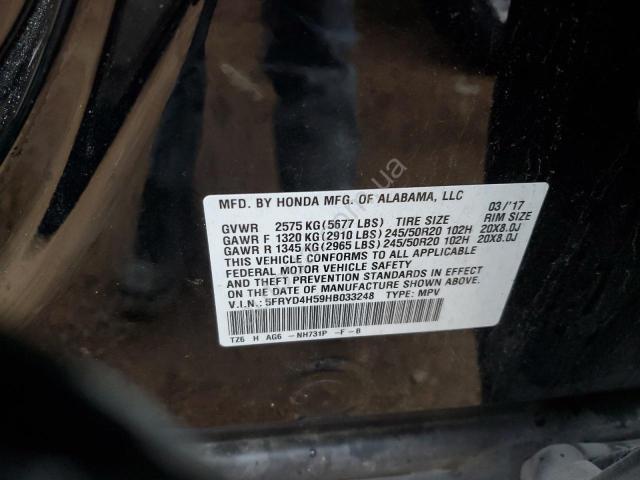 MFD. BY HONDA MFG. OF ALABAMA, LLC 03/'17
GVWR 2575 KG(5677 LBS) TIRE SIZE RIM SIZE
GAWR F 1320 KG(2910 LBS) 245/50R20 102H 20X8.0J
GAWR R 1345 KG(2965 LBS) 245/50R20 102H 20X8.0J
THIS VEHICLE CONFORMS TO ALL APPLICABLE
FEDERAL MOTOR VEHICLE SAFETY
AND THEFT PREVENTION STANDARDS IN EFFECT
ON THE DATE OF MANUFACTURE SHOWN ABOVE.
V.I.N.: 5FRYD4H59HB033248 TYPE: MPV
TZ6 H AG6 -NH731P -F-B